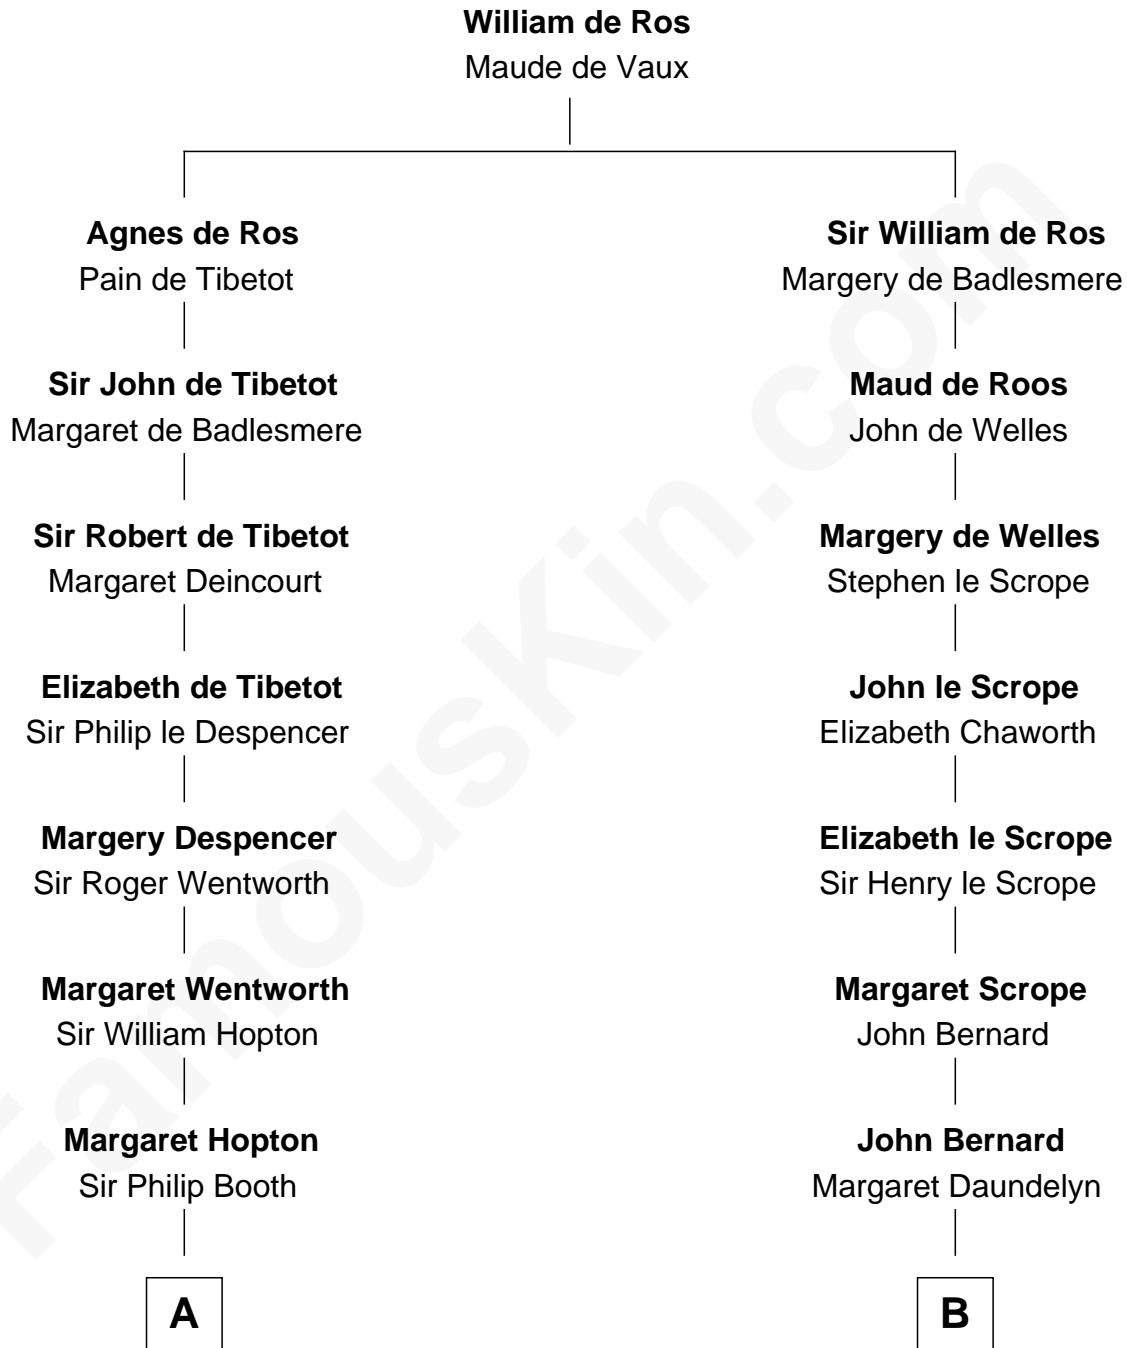 William de Ros
Maude de Vaux
Agnes de Ros
Pain de Tibetot
Sir William de Ros
Margery de Badlesmere
Sir John de Tibetot
Margaret de Badlesmere
Maud de Roos
John de Welles
Sir Robert de Tibetot
Margaret Deincourt
Margery de Welles
Stephen le Scrope
Elizabeth de Tibetot
Sir Philip le Despencer
John le Scrope
Elizabeth Chaworth
Margery Despencer
Sir Roger Wentworth
Elizabeth le Scrope
Sir Henry le Scrope
Margaret Wentworth
Sir William Hopton
Margaret Scrope
John Bernard
Margaret Hopton
Sir Philip Booth
John Bernard
Margaret Daundelyn
A
B
FamousKin.com